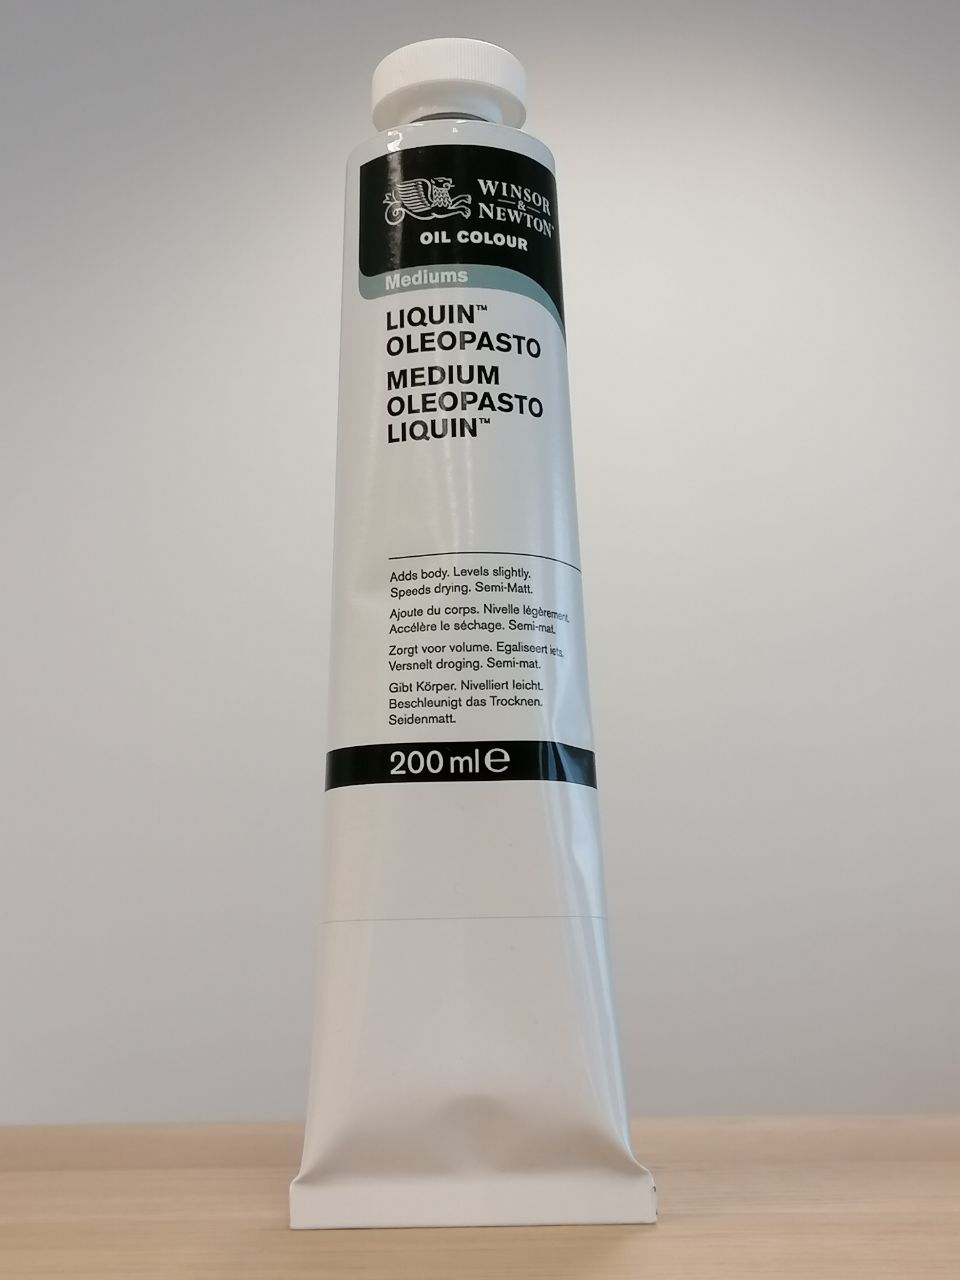 WINSOR
&
NEWTON
OIL COLOUR
Mediums
LIQUIN™
OLEOPASTO
MEDIUM
OLEOPASTO
LIQUIN™
Adds body. Levels slightly.
Speeds drying. Semi-Matt.
Ajoute du corps. Nivelle légèrement.
Accélère le séchage. Semi-mat.
Zorgt voor volume. Egaliseert iets.
Versnelt droging. Semi-mat.
Gibt Körper. Nivelliert leicht.
Beschleunigt das Trocknen.
Seidenmatt.
200 ml℮